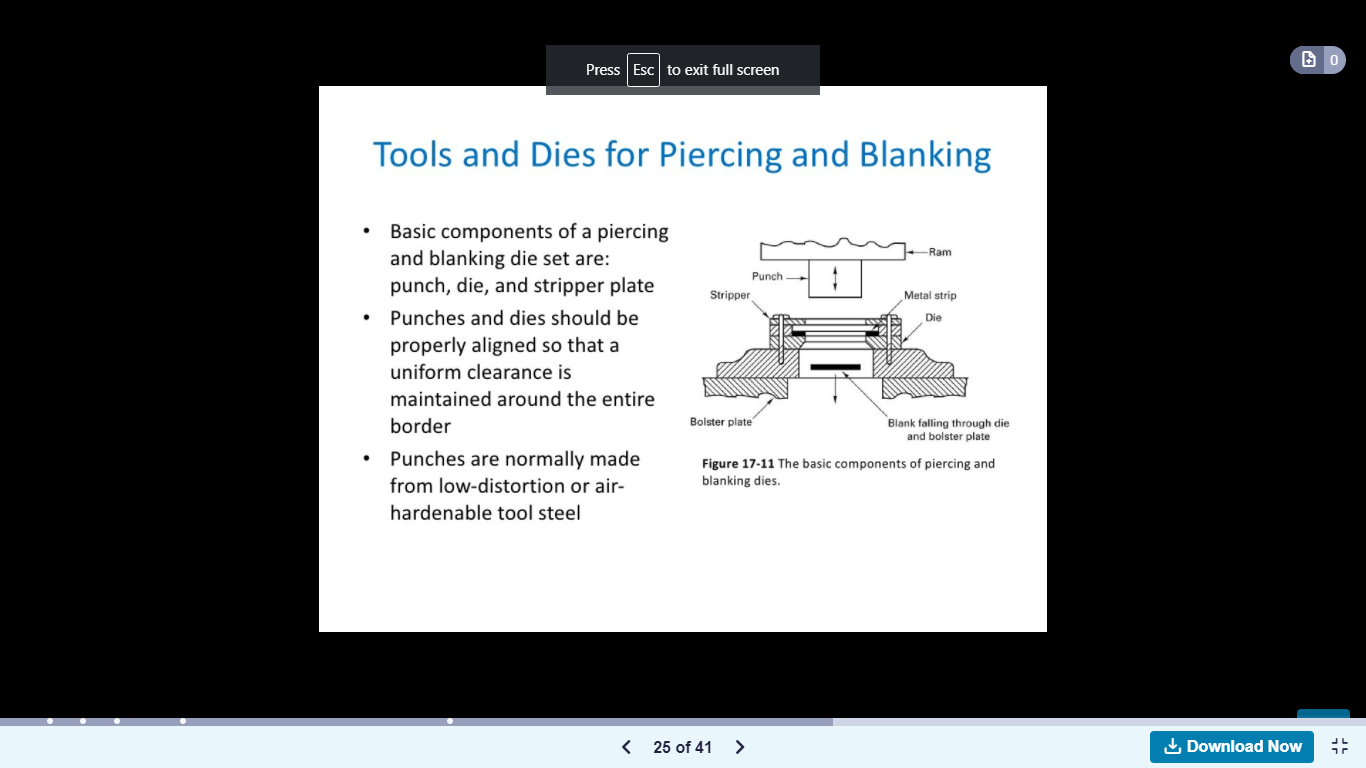 Press Esc to exit full screen
0
Tools and Dies for Piercing and Blanking
• Basic components of a piercing
and blanking die set are:
punch, die, and stripper plate
• Punches and dies should be
properly aligned so that a
uniform clearance is
maintained around the entire
border
• Punches are normally made
from low-distortion or air-
hardenable tool steel
Ram
Punch
Stripper
Metal strip
Die
Bolster plate
Blank falling through die
and bolster plate
Figure 17-11 The basic components of piercing and
blanking dies.
25 of 41
Download Now